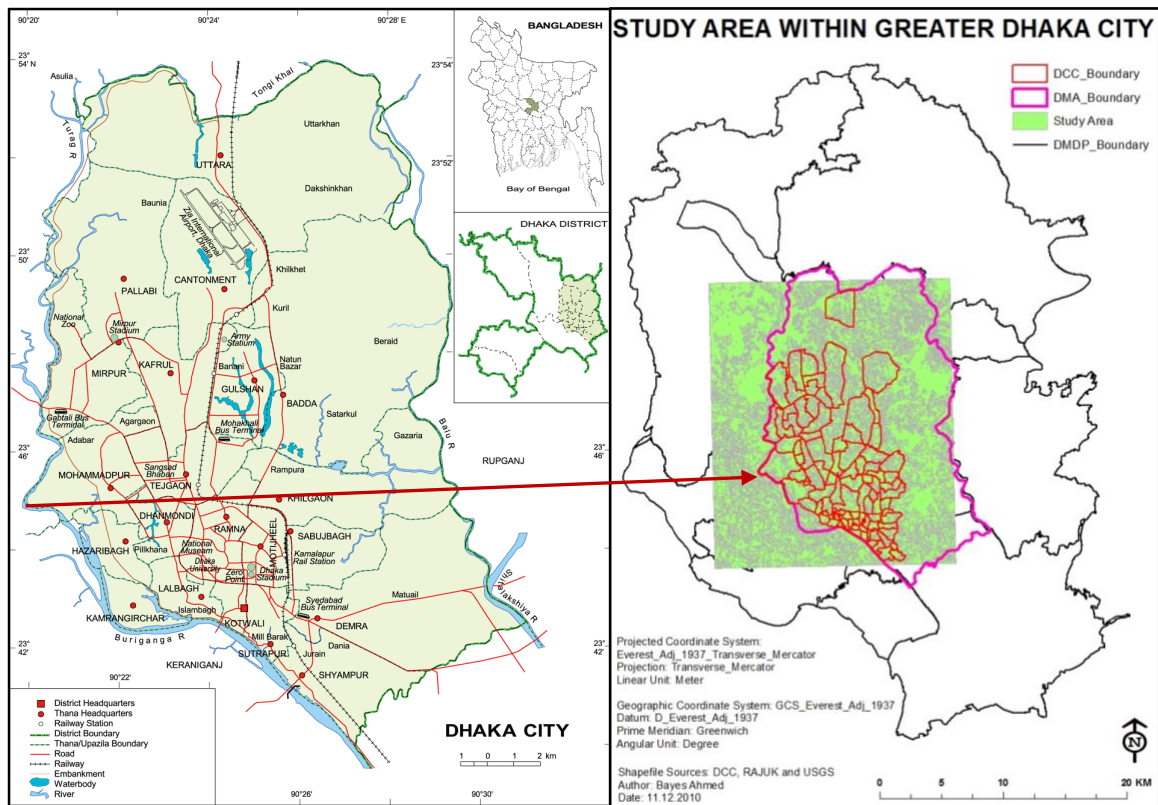 90°20'
90°24'
90°28' E
23°
54' N
Asulia
Tongi Khal
Turag R
Uttarkhan
UTTARA
Dakshinkhan
Baunia
Zia International
Airport, Dhaka
Khilkhet
23°
50'
PALLABI
CANTONMENT
National
Zoo
Mirpur
Stadium
Kuril
Army
Statium
Beraid
MIRPUR
KAFRUL
Banani
Natun
Bazar
GULSHAN
BADDA
Gabtali Bus
Terminal
Agargaon
Mohakhali
Bus Terminal
Satarkul
Adabar
Gazaria
Balu R
23°
46'
Sangsad
Bhaban
Rampura
RUPGANJ
MOHAMMADPUR
TEJGAON
KHILGAON
DHANMONDI
RAMNA
MOTIJHEEL
SABUJBAGH
HAZARIBAGH
Pillkhana
National
Museam
Kamalapur
Rail Station
Dhaka
University
Zero
Point
Dhaka
Stadium
LALBAGH
Islambagh
Syedabad
Bus Terminal
Matuail
Sitalakshiya R
KAMRANGIRCHAR
KOTWALI
DEMRA
Buriganga R
Mill Barak
Dania
23°
42'
KERANIGANJ
SUTRAPUR
Jurain
SHYAMPUR
90°22'
90°26'
90°30'
District Headquarters
Thana Headquarters
Railway Station
District Boundary
Thana/Upazila Boundary
Road
Railway
Embankment
Waterbody
River
DHAKA CITY
1 0 1 2 km
BANGLADESH
23°54'
23°52'
Bay of Bengal
DHAKA DISTRICT
23°
46'
23°
42'
STUDY AREA WITHIN GREATER DHAKA CITY
DCC_Boundary
DMA_Boundary
Study Area
DMDP_Boundary
Projected Coordinate System:
Everest_Adj_1937_Transverse_Mercator
Projection: Transverse_Mercator
Linear Unit: Meter
Geographic Coordinate System: GCS_Everest_Adj_1937
Datum: D_Everest_Adj_1937
Prime Meridian: Greenwich
Angular Unit: Degree
Shapefile Sources: DCC, RAJUK and USGS
Author: Bayes Ahmed
Date: 11.12.2010
N
0 5 10 20 KM